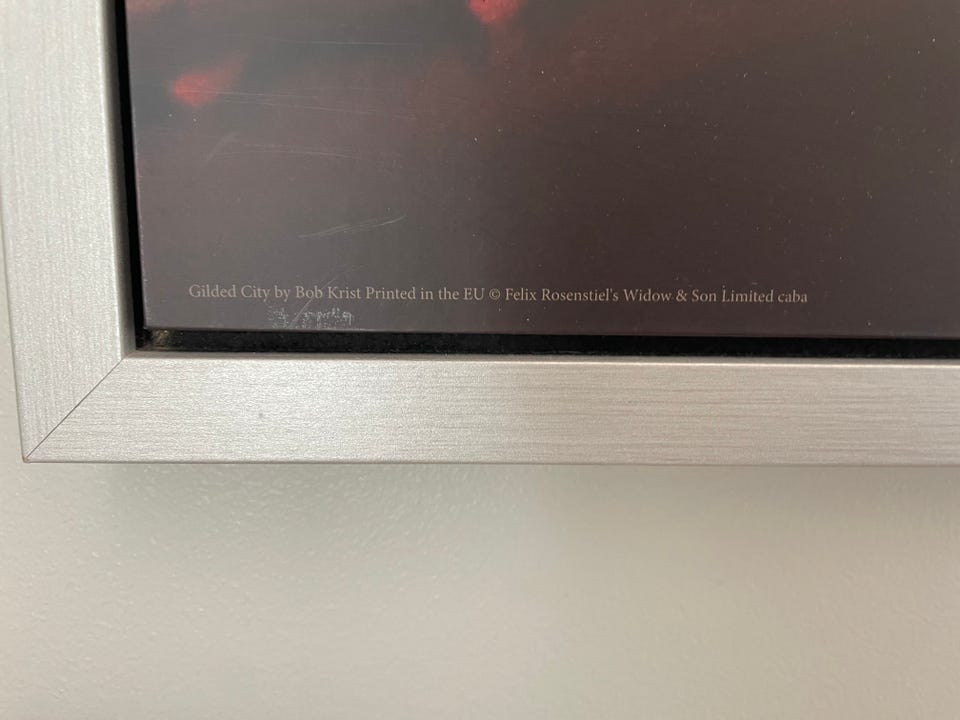 Gilded City by Bob Krist Printed in the EU © Felix Rosenstiel's Widow & Son Limited caba